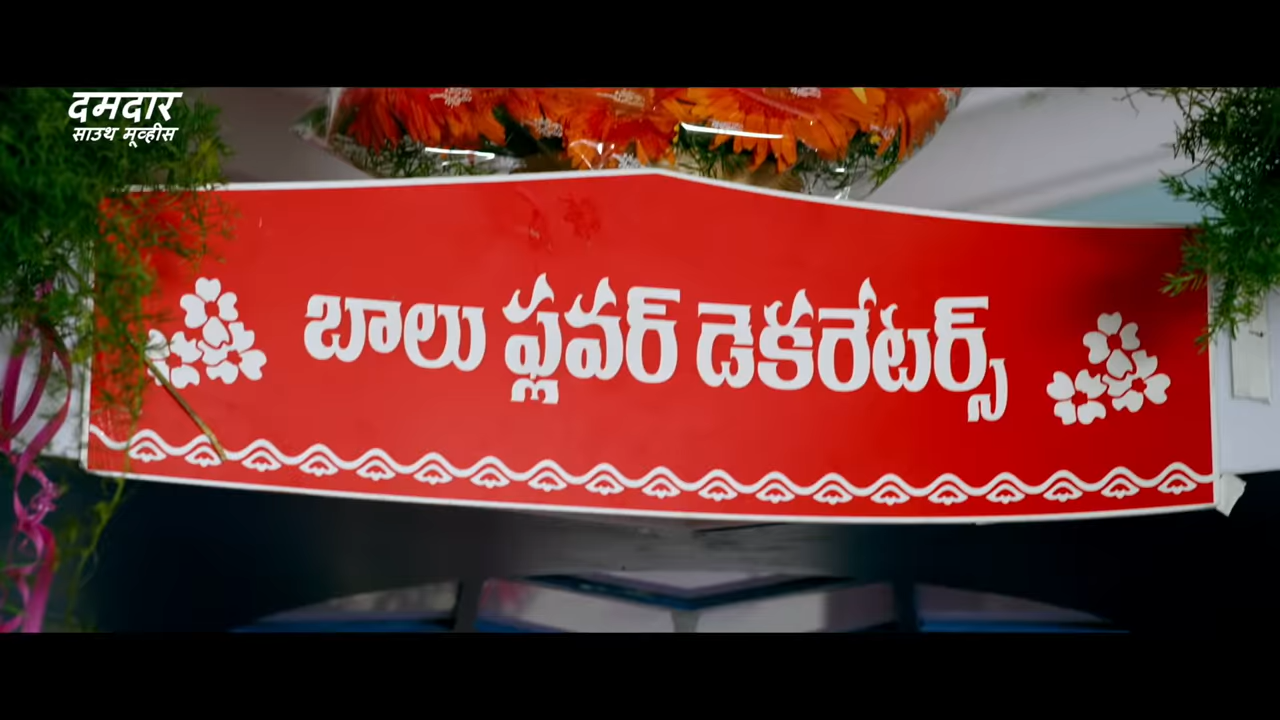 दमदार
साउथ मूव्हीस
బాలు ఫ్లవర్ డెకరేటర్స్